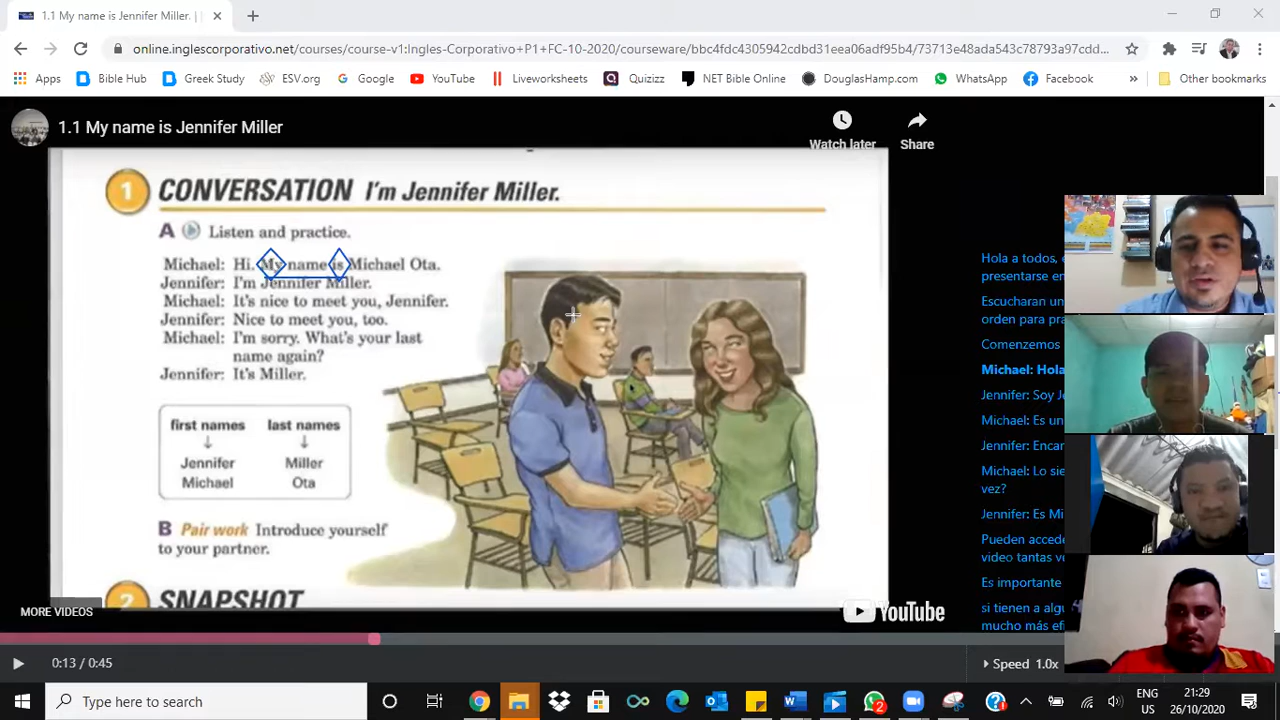 1.1 My name is Jennifer Miller. |
online.inglescorporativo.net/courses/course-v1:Ingles-Corporativo+P1+FC-10-2020/courseware/bbc4fdc4305942cdbd31eea06adf95b4/73713e48ada543c78793a97cdd...
Apps Bible Hub Greek Study ESV.org Google YouTube Liveworksheets Quizizz NET Bible Online DouglasHamp.com WhatsApp Facebook » Other bookmarks
1.1 My name is Jennifer Miller
Watch later Share
1 CONVERSATION I'm Jennifer Miller.
A Listen and practice.
Michael: Hi. My name is Michael Ota.
Jennifer: I'm Jennifer Miller.
Michael: It's nice to meet you, Jennifer.
Jennifer: Nice to meet you, too.
Michael: I'm sorry. What's your last
name again?
Jennifer: It's Miller.
first names last names
Jennifer Miller
Michael Ota
B Pair work Introduce yourself
to your partner.
2 SNAPSHOT
MORE VIDEOS
YouTube
Hola a todos,
presentarse en
Escucharan un
orden para pra
Comenzemos
Michael: Hola
Jennifer: Soy Je
Michael: Es un
Jennifer: Encar
Michael: Lo sie
vez?
Jennifer: Es Mi
Pueden accede
video tantas ve
Es importante
si tienen a algu
mucho más efi
0:13 / 0:45
Speed 1.0x
Type here to search
2
ENG
US
21:29
26/10/2020